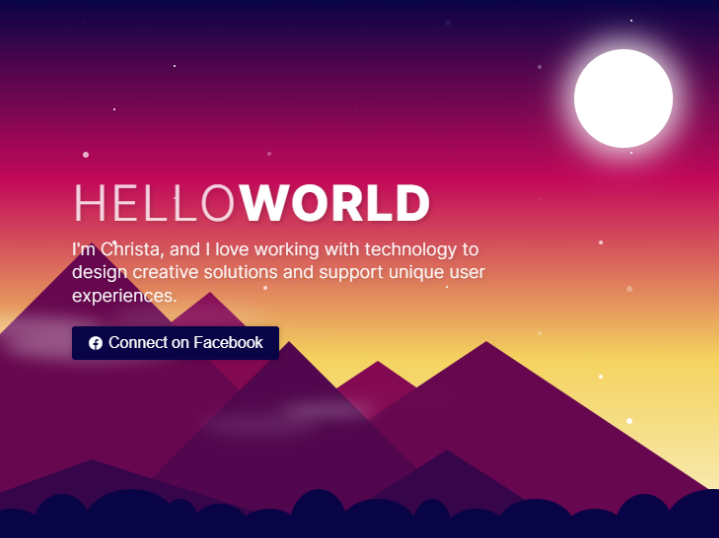 HELLOWORLD
I'm Christa, and I love working with technology to
design creative solutions and support unique user
experiences.
Connect on Facebook